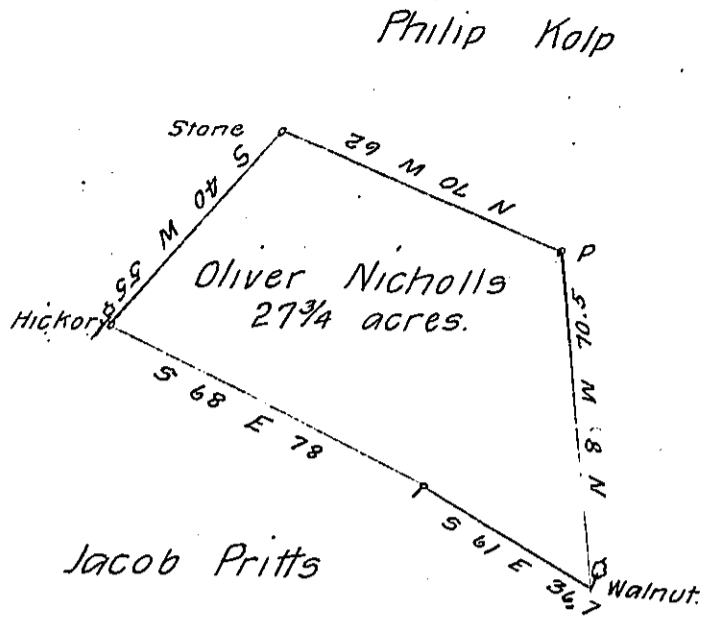 Philip Kolp
Stone
N 70 W 62
S 40 W 55.8
P
Oliver Nicholls
27¾ acres.
Hickory
N 8 W 70.5
S 68 E 78
S 61 E 36.7
Jacob Pritts
Walnut.